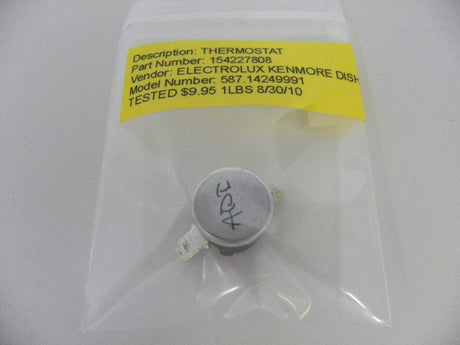 Description: THERMOSTAT
Part Number: 154227808
Vendor: ELECTROLUX KENMORE DISH
Model Number: 587.14249991
TESTED $9.95 1LBS 8/30/10